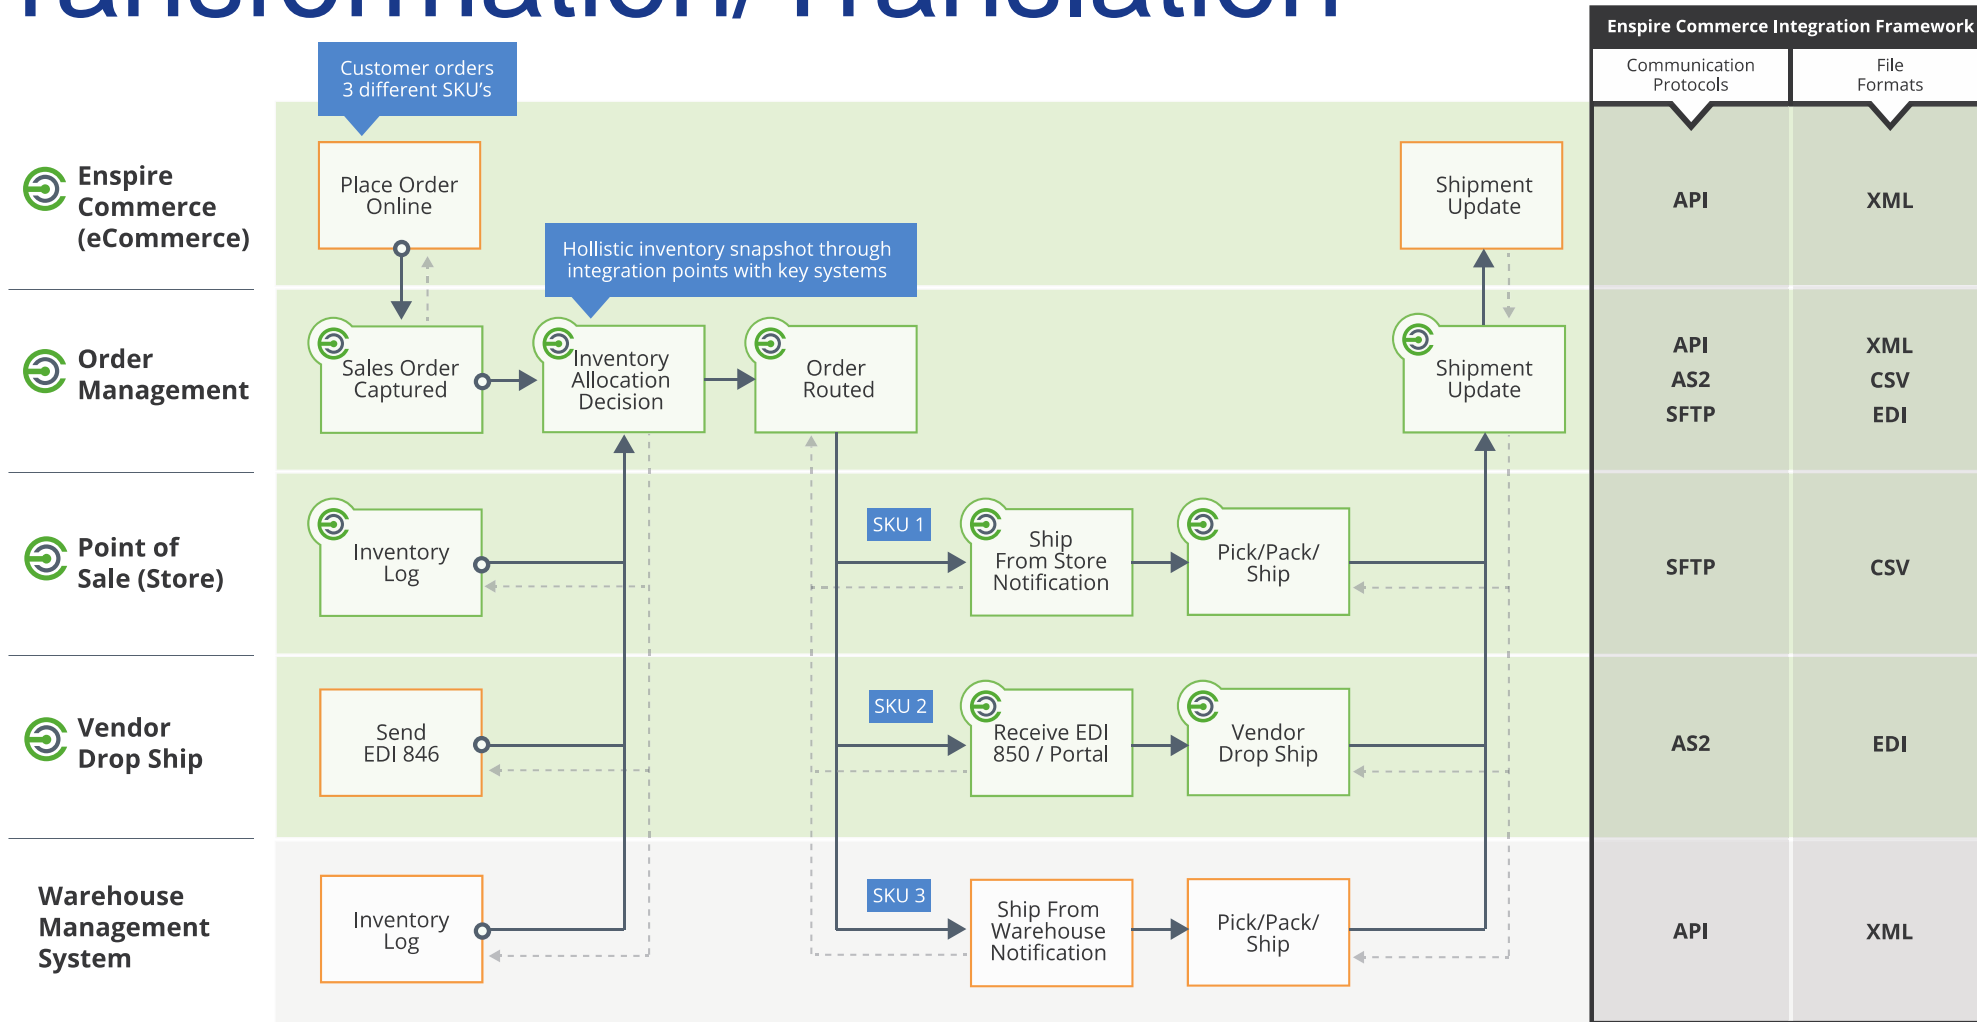 Transformation/Translation
Enspire Commerce Integration Framework
Communication
Protocols
File
Formats
Customer orders
3 different SKU's
Enspire
Commerce
(eCommerce)
Place Order
Online
Shipment
Update
API
XML
Hollistic inventory snapshot through
integration points with key systems
Order
Management
Sales Order
Captured
Inventory
Allocation
Decision
Order
Routed
Shipment
Update
API
AS2
SFTP
XML
CSV
EDI
Point of
Sale (Store)
Inventory
Log
SKU 1
Ship
From Store
Notification
Pick/Pack/
Ship
SFTP
CSV
Vendor
Drop Ship
Send
EDI 846
SKU 2
Receive EDI
850 / Portal
Vendor
Drop Ship
AS2
EDI
Warehouse
Management
System
Inventory
Log
SKU 3
Ship From
Warehouse
Notification
Pick/Pack/
Ship
API
XML